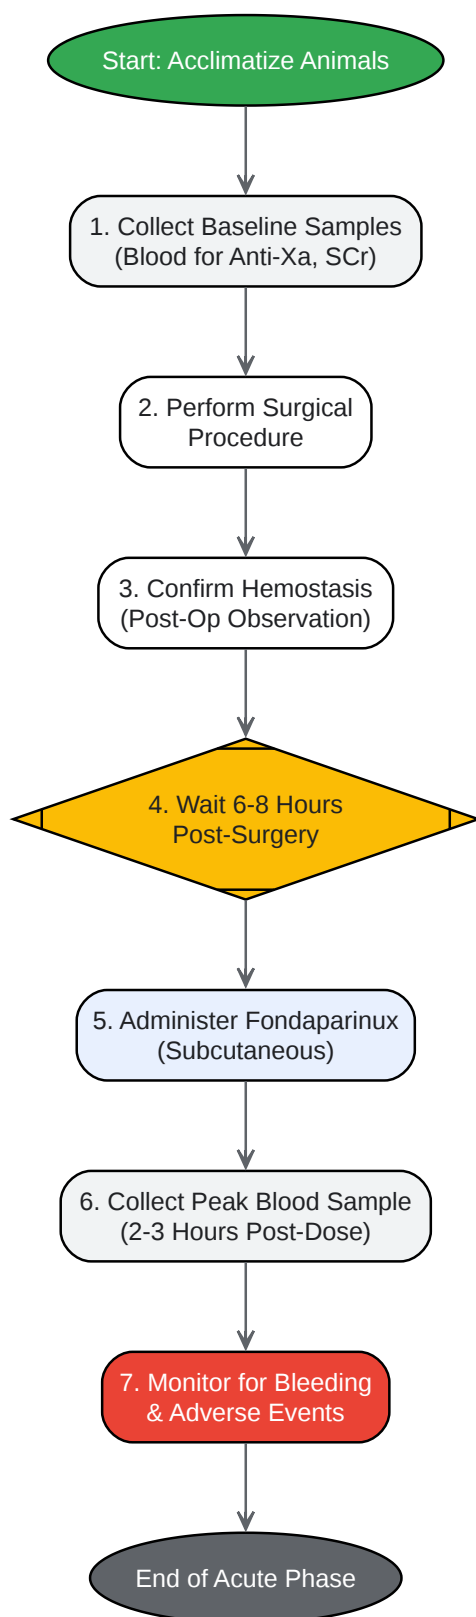 Start: Acclimatize Animals
1. Collect Baseline Samples
(Blood for Anti-Xa, SCr)
2. Perform Surgical
Procedure
3. Confirm Hemostasis
(Post-Op Observation)
4. Wait 6-8 Hours
Post-Surgery
5. Administer Fondaparinux
(Subcutaneous)
6. Collect Peak Blood Sample
(2-3 Hours Post-Dose)
7. Monitor for Bleeding
& Adverse Events
End of Acute Phase